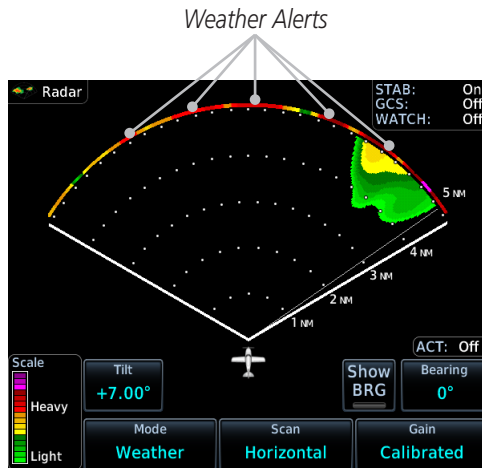 Weather Alerts
Radar
STAB: On
GCS: Off
WATCH: Off
5 NM
4 NM
3 NM
2 NM
1 NM
ACT: Off
Scale
Heavy
Light
Tilt
+7.00°
Show
BRG
Bearing
0°
Mode
Weather
Scan
Horizontal
Gain
Calibrated